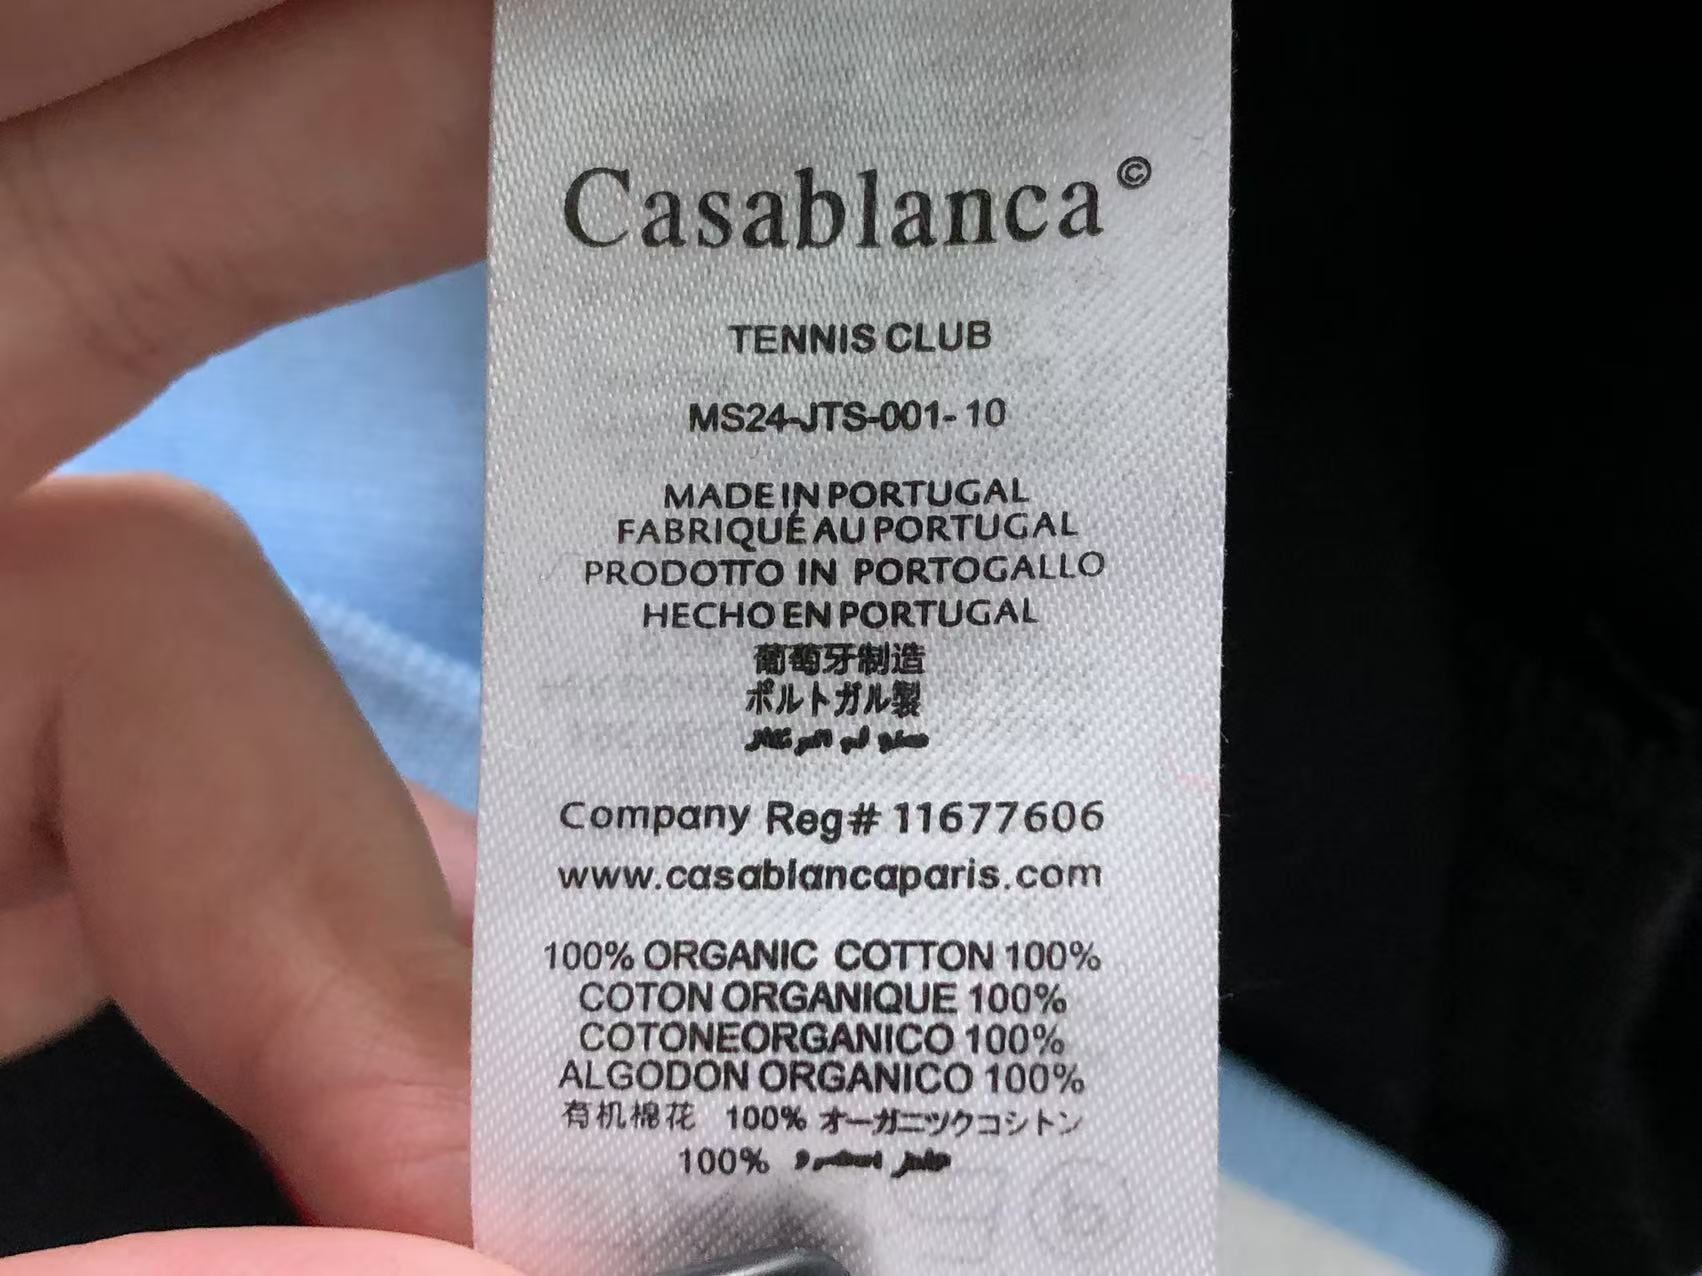 Casablanca©
TENNIS CLUB
MS24-JTS-001-10
MADE IN PORTUGAL
FABRIQUÉ AU PORTUGAL
PRODOTTO IN PORTOGALLO
HECHO EN PORTUGAL
葡萄牙制造
ポルトガル製
Company Reg# 11677606
www.casablancaparis.com
100% ORGANIC COTTON 100%
COTON ORGANIQUE 100%
COTONEORGANICO 100%
ALGODON ORGANICO 100%
有机棉花 100% オーガニツクコシトン
100%